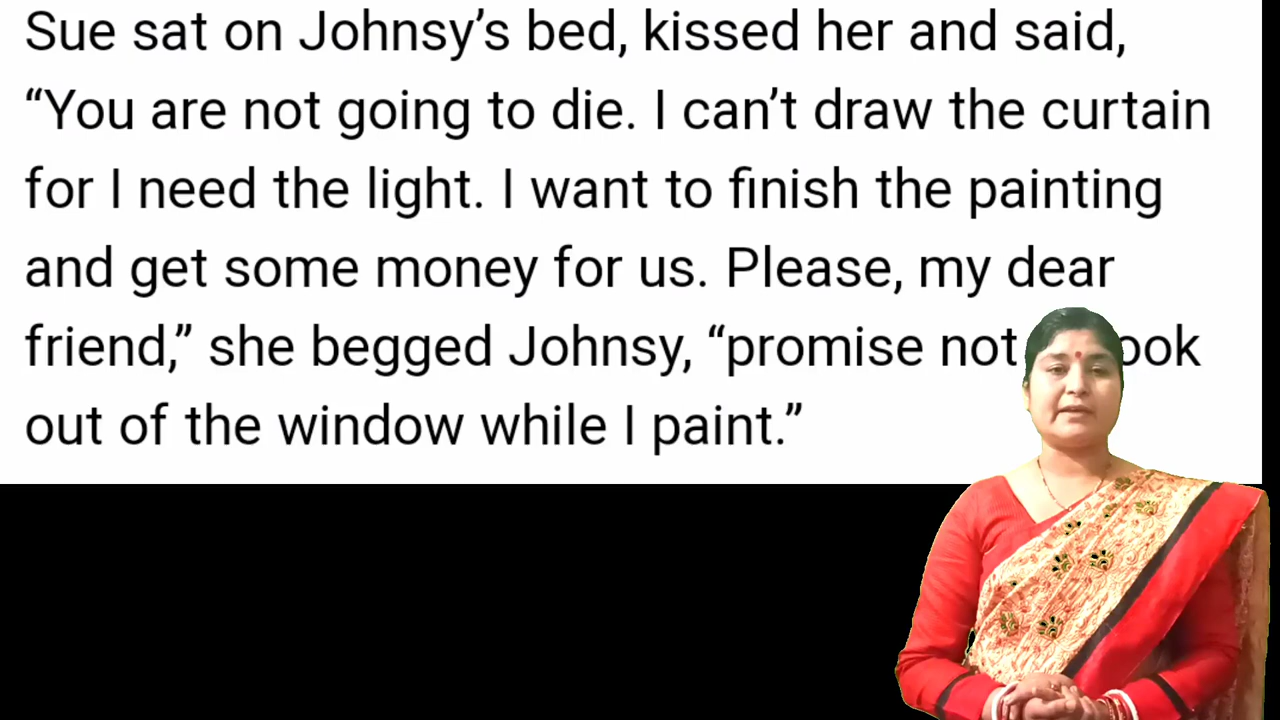 Sue sat on Johnsy’s bed, kissed her and said,
“You are not going to die. I can’t draw the curtain
for I need the light. I want to finish the painting
and get some money for us. Please, my dear
friend,” she begged Johnsy, “promise not ook
out of the window while I paint.”